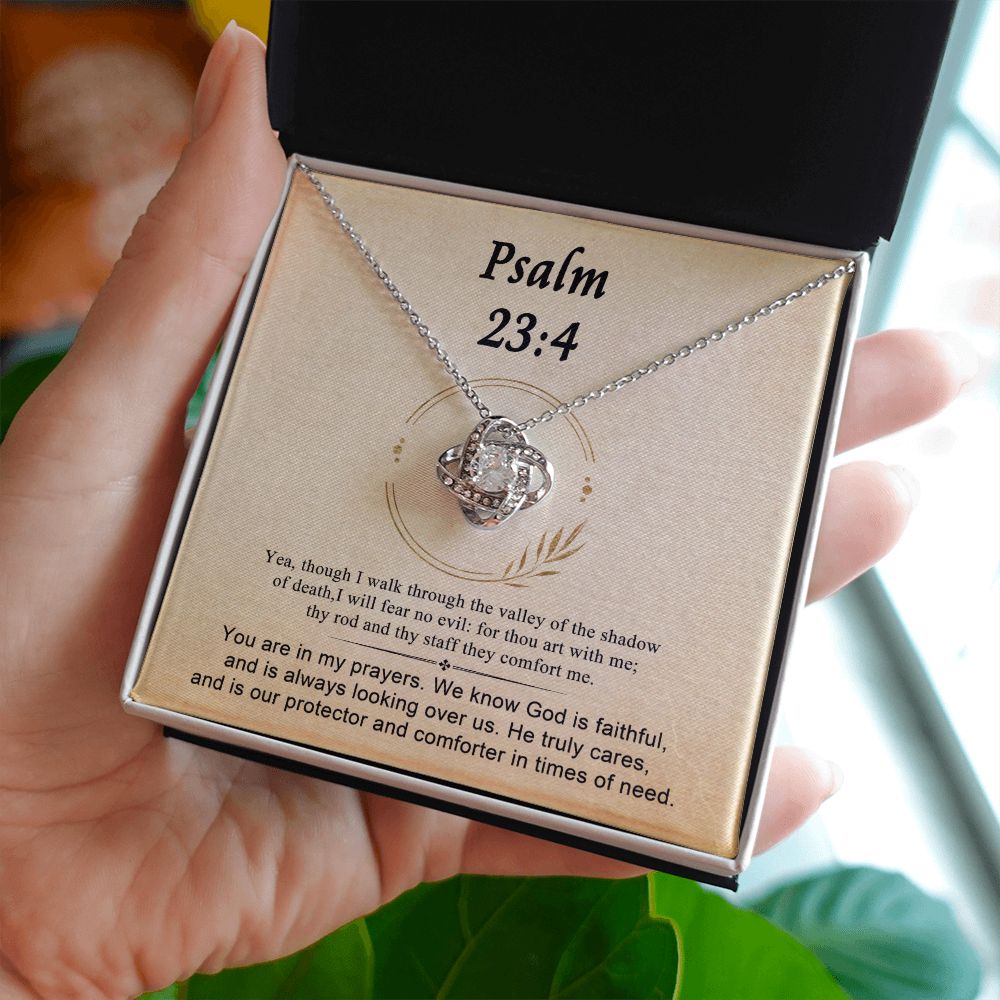 Psalm
23:4
Yea, though I walk through the valley of the shadow
of death,I will fear no evil: for thou art with me;
thy rod and thy staff they comfort me.
You are in my prayers. We know God is faithful,
and is always looking over us. He truly cares,
and is our protector and comforter in times of need.